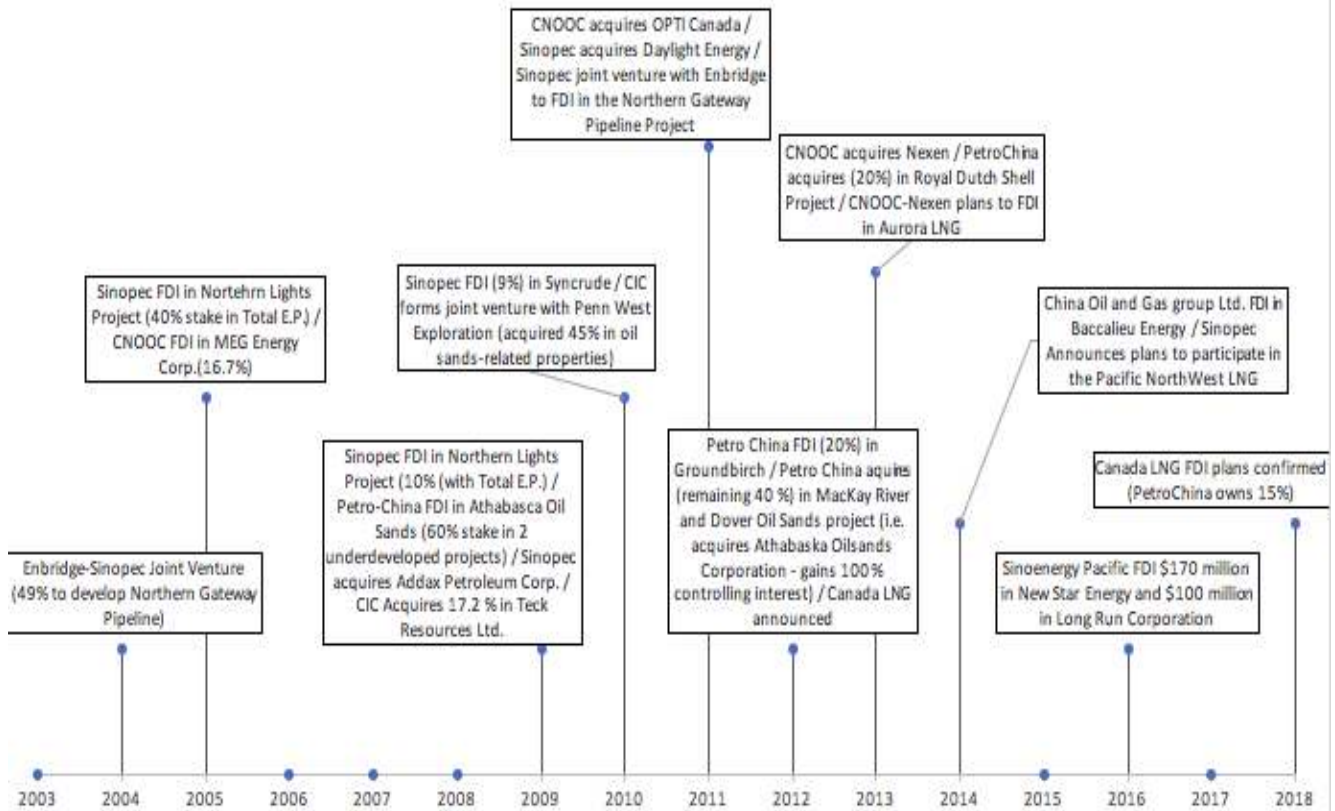 CNOOC acquires OPTI Canada /
Sinopec acquires Daylight Energy /
Sinopec joint venture with Enbridge
to FDI in the Northern Gateway
Pipeline Project
CNOOC acquires Nexen / PetroChina
acquires (20%) in Royal Dutch Shell
Project / CNOOC-Nexen plans to FDI
in Aurora LNG
Sinopec FDI in Nortehrn Lights
Project (40% stake in Total E.P.) /
CNOOC FDI in MEG Energy
Corp.(16.7%)
Sinopec FDI (9%) in Syncrude / CIC
forms joint venture with Penn West
Exploration (acquired 45% in oil
sands-related properties)
China Oil and Gas group Ltd. FDI in
Baccalieu Energy / Sinopec
Announces plans to participate in
the Pacific NorthWest LNG
Sinopec FDI in Northern Lights
Project (10% (with Total E.P.) /
Petro-China FDI in Athabasca Oil
Sands (60% stake in 2
underdeveloped projects) / Sinopec
acquires Addax Petroleum Corp. /
CIC Acquires 17.2 % in Teck
Resources Ltd.
Petro China FDI (20%) in
Groundbirch / Petro China aquires
(remaining 40 %) in MacKay River
and Dover Oil Sands project (i.e.
acquires Athabaska Oilsands
Corporation - gains 100 %
controlling interest) / Canada LNG
announced
Canada LNG FDI plans confirmed
(PetroChina owns 15%)
Enbridge-Sinopec Joint Venture
(49% to develop Northern Gateway
Pipeline)
Sinoenergy Pacific FDI $170 million
in New Star Energy and $100 million
in Long Run Corporation
2003 2004 2005 2006 2007 2008 2009 2010 2011 2012 2013 2014 2015 2016 2017 2018